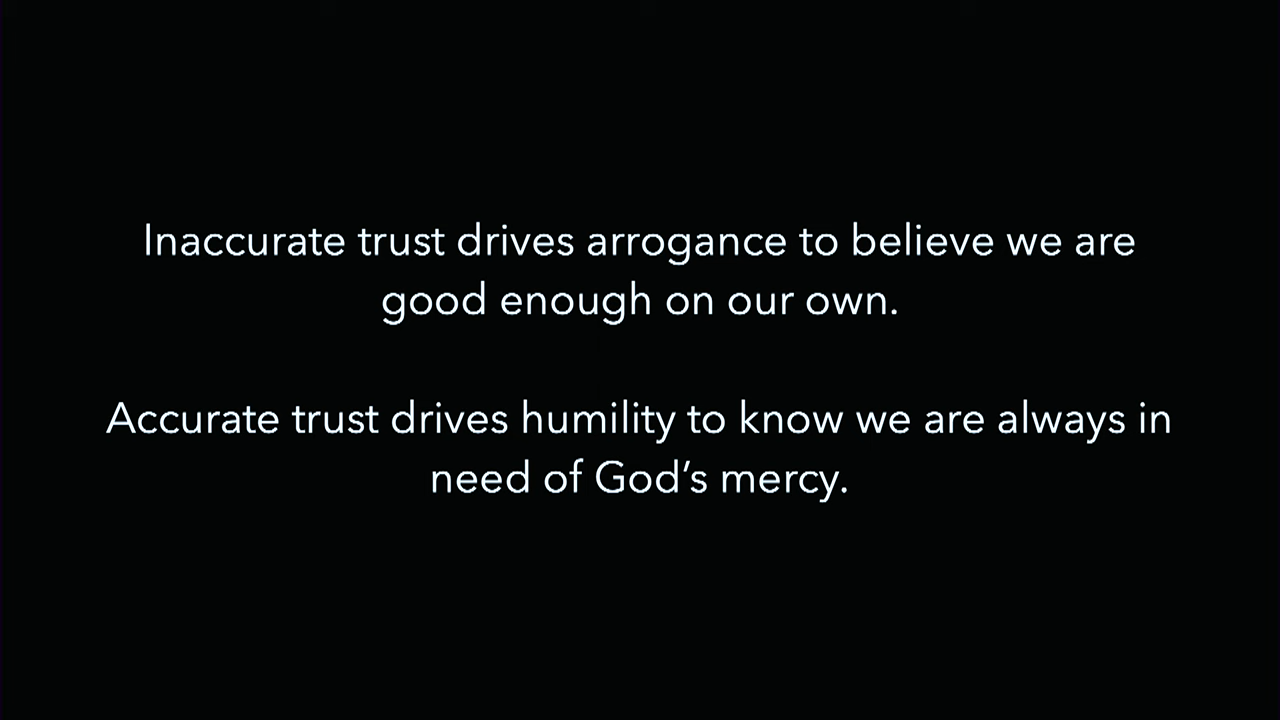 Inaccurate trust drives arrogance to believe we are
good enough on our own.
Accurate trust drives humility to know we are always in
need of God’s mercy.